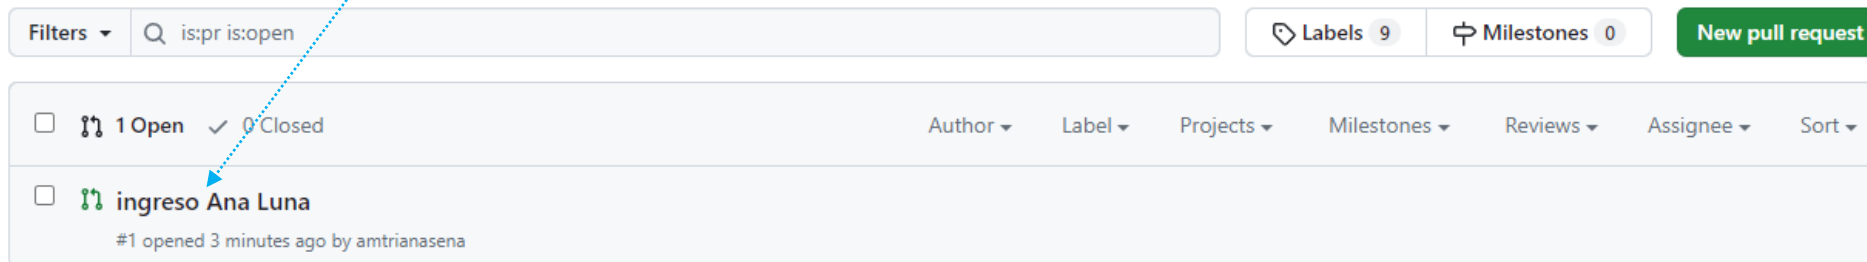 Filters is:pr is:open Labels 9 Milestones 0 New pull request
1 Open 0 Closed Author Label Projects Milestones Reviews Assignee Sort
ingreso Ana Luna
#1 opened 3 minutes ago by amtrianasena